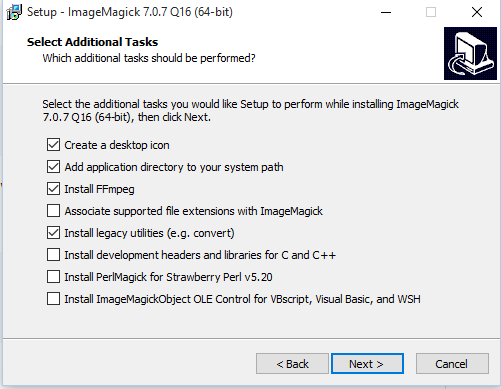 Setup - ImageMagick 7.0.7 Q16 (64-bit)
Select Additional Tasks
Which additional tasks should be performed?
Select the additional tasks you would like Setup to perform while installing ImageMagick
7.0.7 Q16 (64-bit), then click Next.
Create a desktop icon
Add application directory to your system path
Install FFmpeg
Associate supported file extensions with ImageMagick
Install legacy utilities (e.g. convert)
Install development headers and libraries for C and C++
Install PerlMagick for Strawberry Perl v5.20
Install ImageMagickObject OLE Control for VBscript, Visual Basic, and WSH
< Back
Next >
Cancel